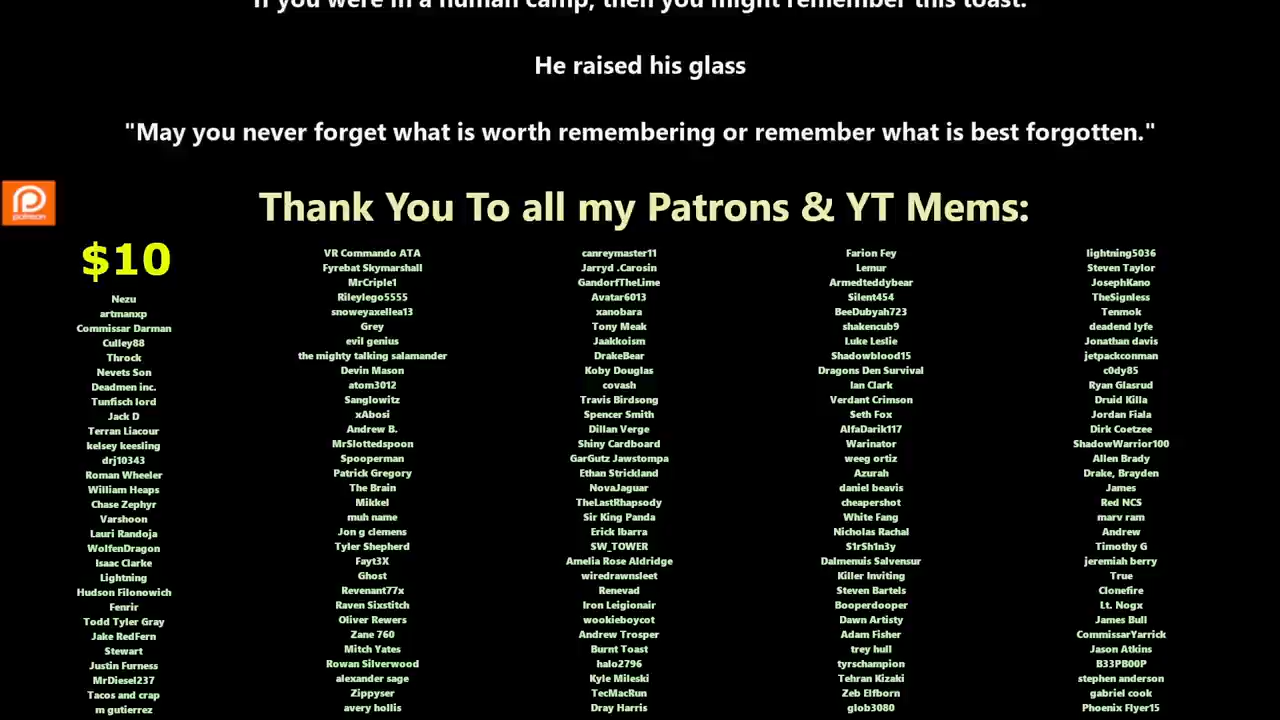 If you were in a human camp, then you might remember this toast.
He raised his glass
"May you never forget what is worth remembering or remember what is best forgotten."
patreon
Thank You To all my Patrons & YT Mems:
$10
Nezu
artmanxp
Commissar Darman
Culley88
Throck
Nevets Son
Deadmen inc.
Tunfisch lord
Jack D
Terran Liacour
kelsey keesling
drj10343
Roman Wheeler
William Heaps
Chase Zephyr
Varshoon
Lauri Randoja
WolfenDragon
Isaac Clarke
Lightning
Hudson Filonowich
Fenrir
Todd Tyler Gray
Jake RedFern
Stewart
Justin Furness
MrDiesel237
Tacos and crap
m gutierrez
VR Commando ATA
Fyrebat Skymarshall
MrCriple1
Rileylego5555
snoweyaxellea13
Grey
evil genius
the mighty talking salamander
Devin Mason
atom3012
Sanglowitz
xAbosi
Andrew B.
MrSlottedspoon
Spooperman
Patrick Gregory
The Brain
Mikkel
muh name
Jon g clemens
Tyler Shepherd
Fayt3X
Ghost
Revenant77x
Raven Sixstitch
Oliver Rewers
Zane 760
Mitch Yates
Rowan Silverwood
alexander sage
Zippyser
avery hollis
canreymaster11
Jarryd .Carosin
GandorfTheLime
Avatar6013
xanobara
Tony Meak
Jaakkoism
DrakeBear
Koby Douglas
covash
Travis Birdsong
Spencer Smith
Dillan Verge
Shiny Cardboard
GarGutz Jawstompa
Ethan Strickland
NovaJaguar
TheLastRhapsody
Sir King Panda
Erick Ibarra
SW_TOWER
Amelia Rose Aldridge
wiredrawnsleet
Renevad
Iron Leigionair
wookieboycot
Andrew Trosper
Burnt Toast
halo2796
Kyle Mileski
TecMacRun
Dray Harris
Farion Fey
Lemur
Armedteddybear
Silent454
BeeDubyah723
shakencub9
Luke Leslie
Shadowblood15
Dragons Den Survival
Ian Clark
Verdant Crimson
Seth Fox
AlfaDarik117
Warinator
weeg ortiz
Azurah
daniel beavis
cheapershot
White Fang
Nicholas Rachal
S1rSh1n3y
Dalmenuis Salvensur
Killer Inviting
Steven Bartels
Booperdooper
Dawn Artisty
Adam Fisher
trey hull
tyrschampion
Tehran Kizaki
Zeb Elfborn
glob3080
lightning5036
Steven Taylor
JosephKano
TheSignless
Tenmok
deadend lyfe
Jonathan davis
jetpackconman
c0dy85
Ryan Glasrud
Druid Killa
Jordan Fiala
Dirk Coetzee
ShadowWarrior100
Allen Brady
Drake, Brayden
James
Red NCS
marv ram
Andrew
Timothy G
jeremiah berry
True
Clonefire
Lt. Nogx
James Bull
CommissarYarrick
Jason Atkins
B33PB00P
stephen anderson
gabriel cook
Phoenix Flyer15